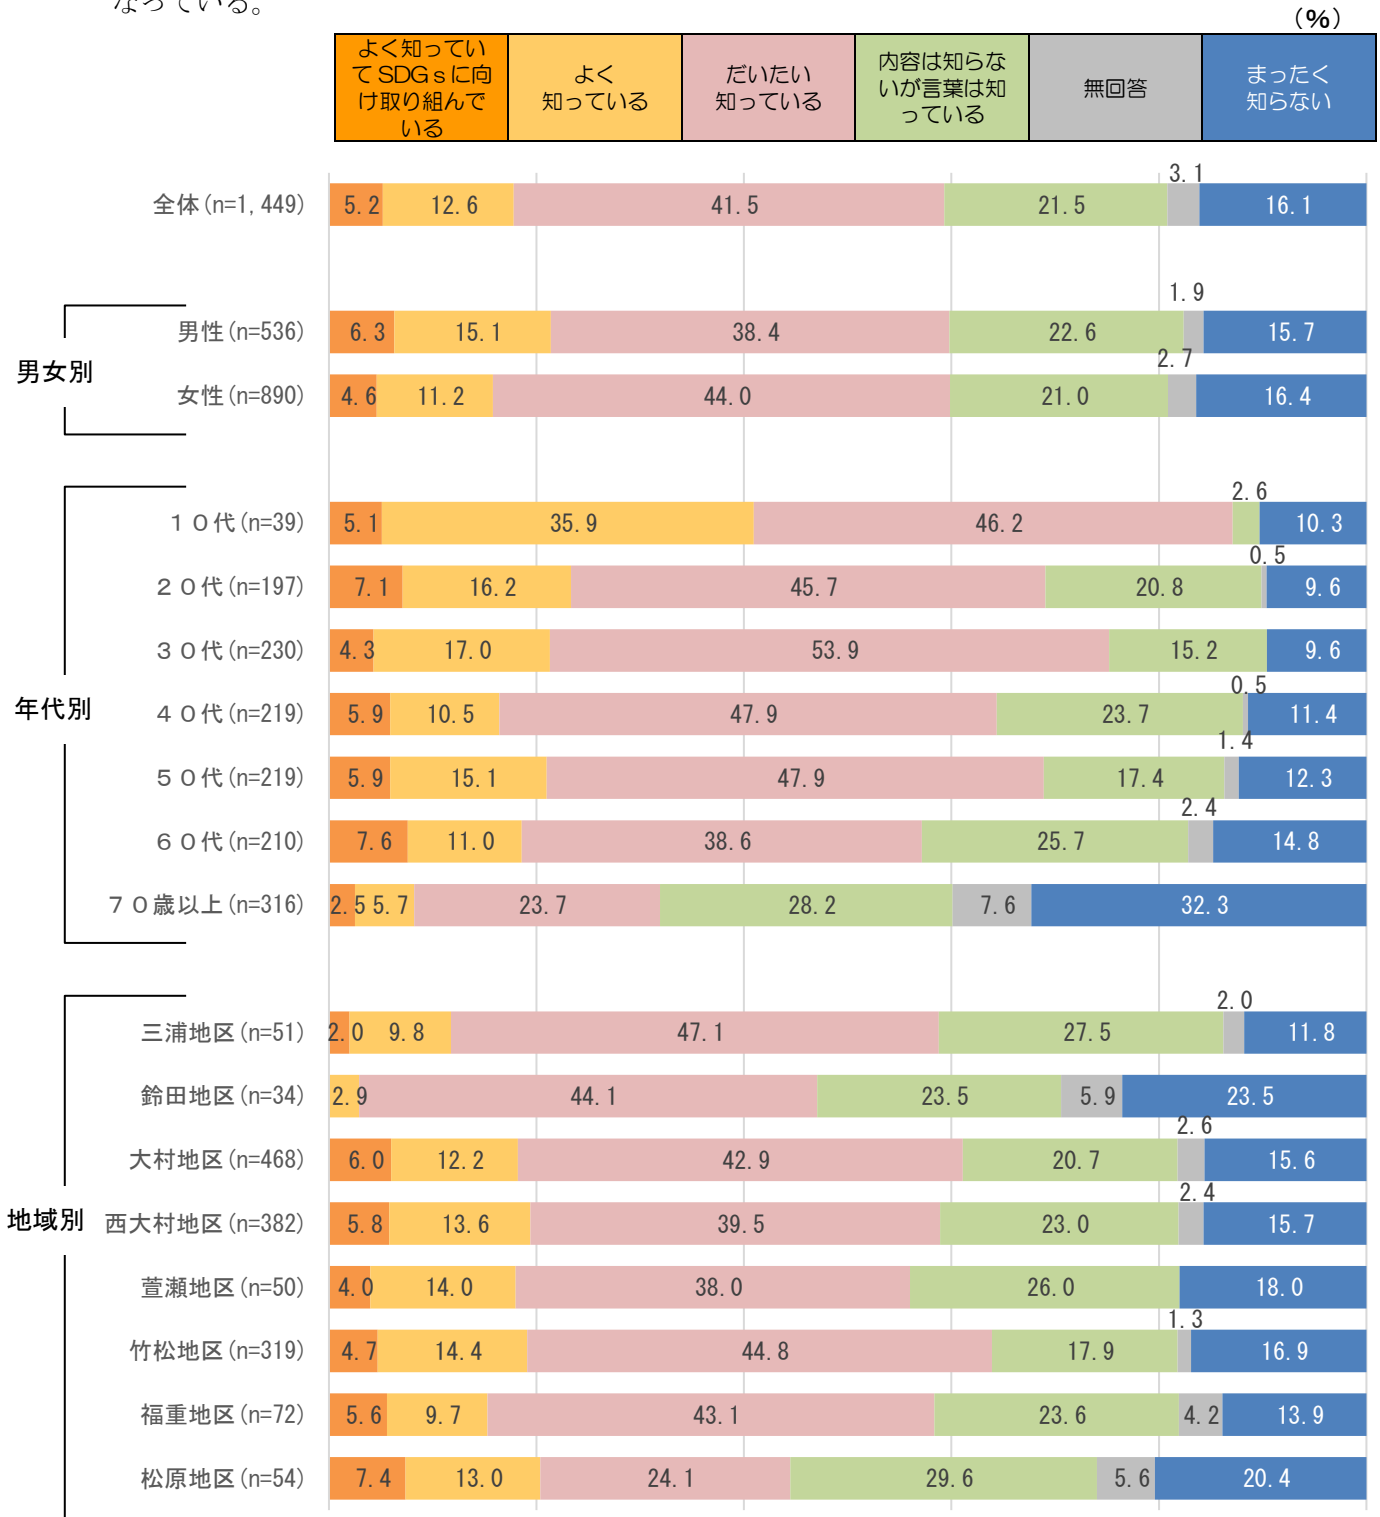 なっている。
（%）
よく知ってい
てSDGｓに向
け取り組んで
いる
よく
知っている
だいたい
知っている
内容は知らな
いが言葉は知
っている
無回答
まったく
知らない
全体(n=1,449) 5.2 12.6 41.5 21.5 3.1 16.1
男女別
男性(n=536) 6.3 15.1 38.4 22.6 1.9 15.7
女性(n=890) 4.6 11.2 44.0 21.0 2.7 16.4
年代別
１０代(n=39) 5.1 35.9 46.2 2.6 10.3
２０代(n=197) 7.1 16.2 45.7 20.8 0.5 9.6
３０代(n=230) 4.3 17.0 53.9 15.2 9.6
４０代(n=219) 5.9 10.5 47.9 23.7 0.5 11.4
５０代(n=219) 5.9 15.1 47.9 17.4 1.4 12.3
６０代(n=210) 7.6 11.0 38.6 25.7 2.4 14.8
７０歳以上(n=316) 2.5 5.7 23.7 28.2 7.6 32.3
地域別
三浦地区(n=51) 2.0 9.8 47.1 27.5 2.0 11.8
鈴田地区(n=34) 2.9 44.1 23.5 5.9 23.5
大村地区(n=468) 6.0 12.2 42.9 20.7 2.6 15.6
西大村地区(n=382) 5.8 13.6 39.5 23.0 2.4 15.7
萱瀬地区(n=50) 4.0 14.0 38.0 26.0 18.0
竹松地区(n=319) 4.7 14.4 44.8 17.9 1.3 16.9
福重地区(n=72) 5.6 9.7 43.1 23.6 4.2 13.9
松原地区(n=54) 7.4 13.0 24.1 29.6 5.6 20.4